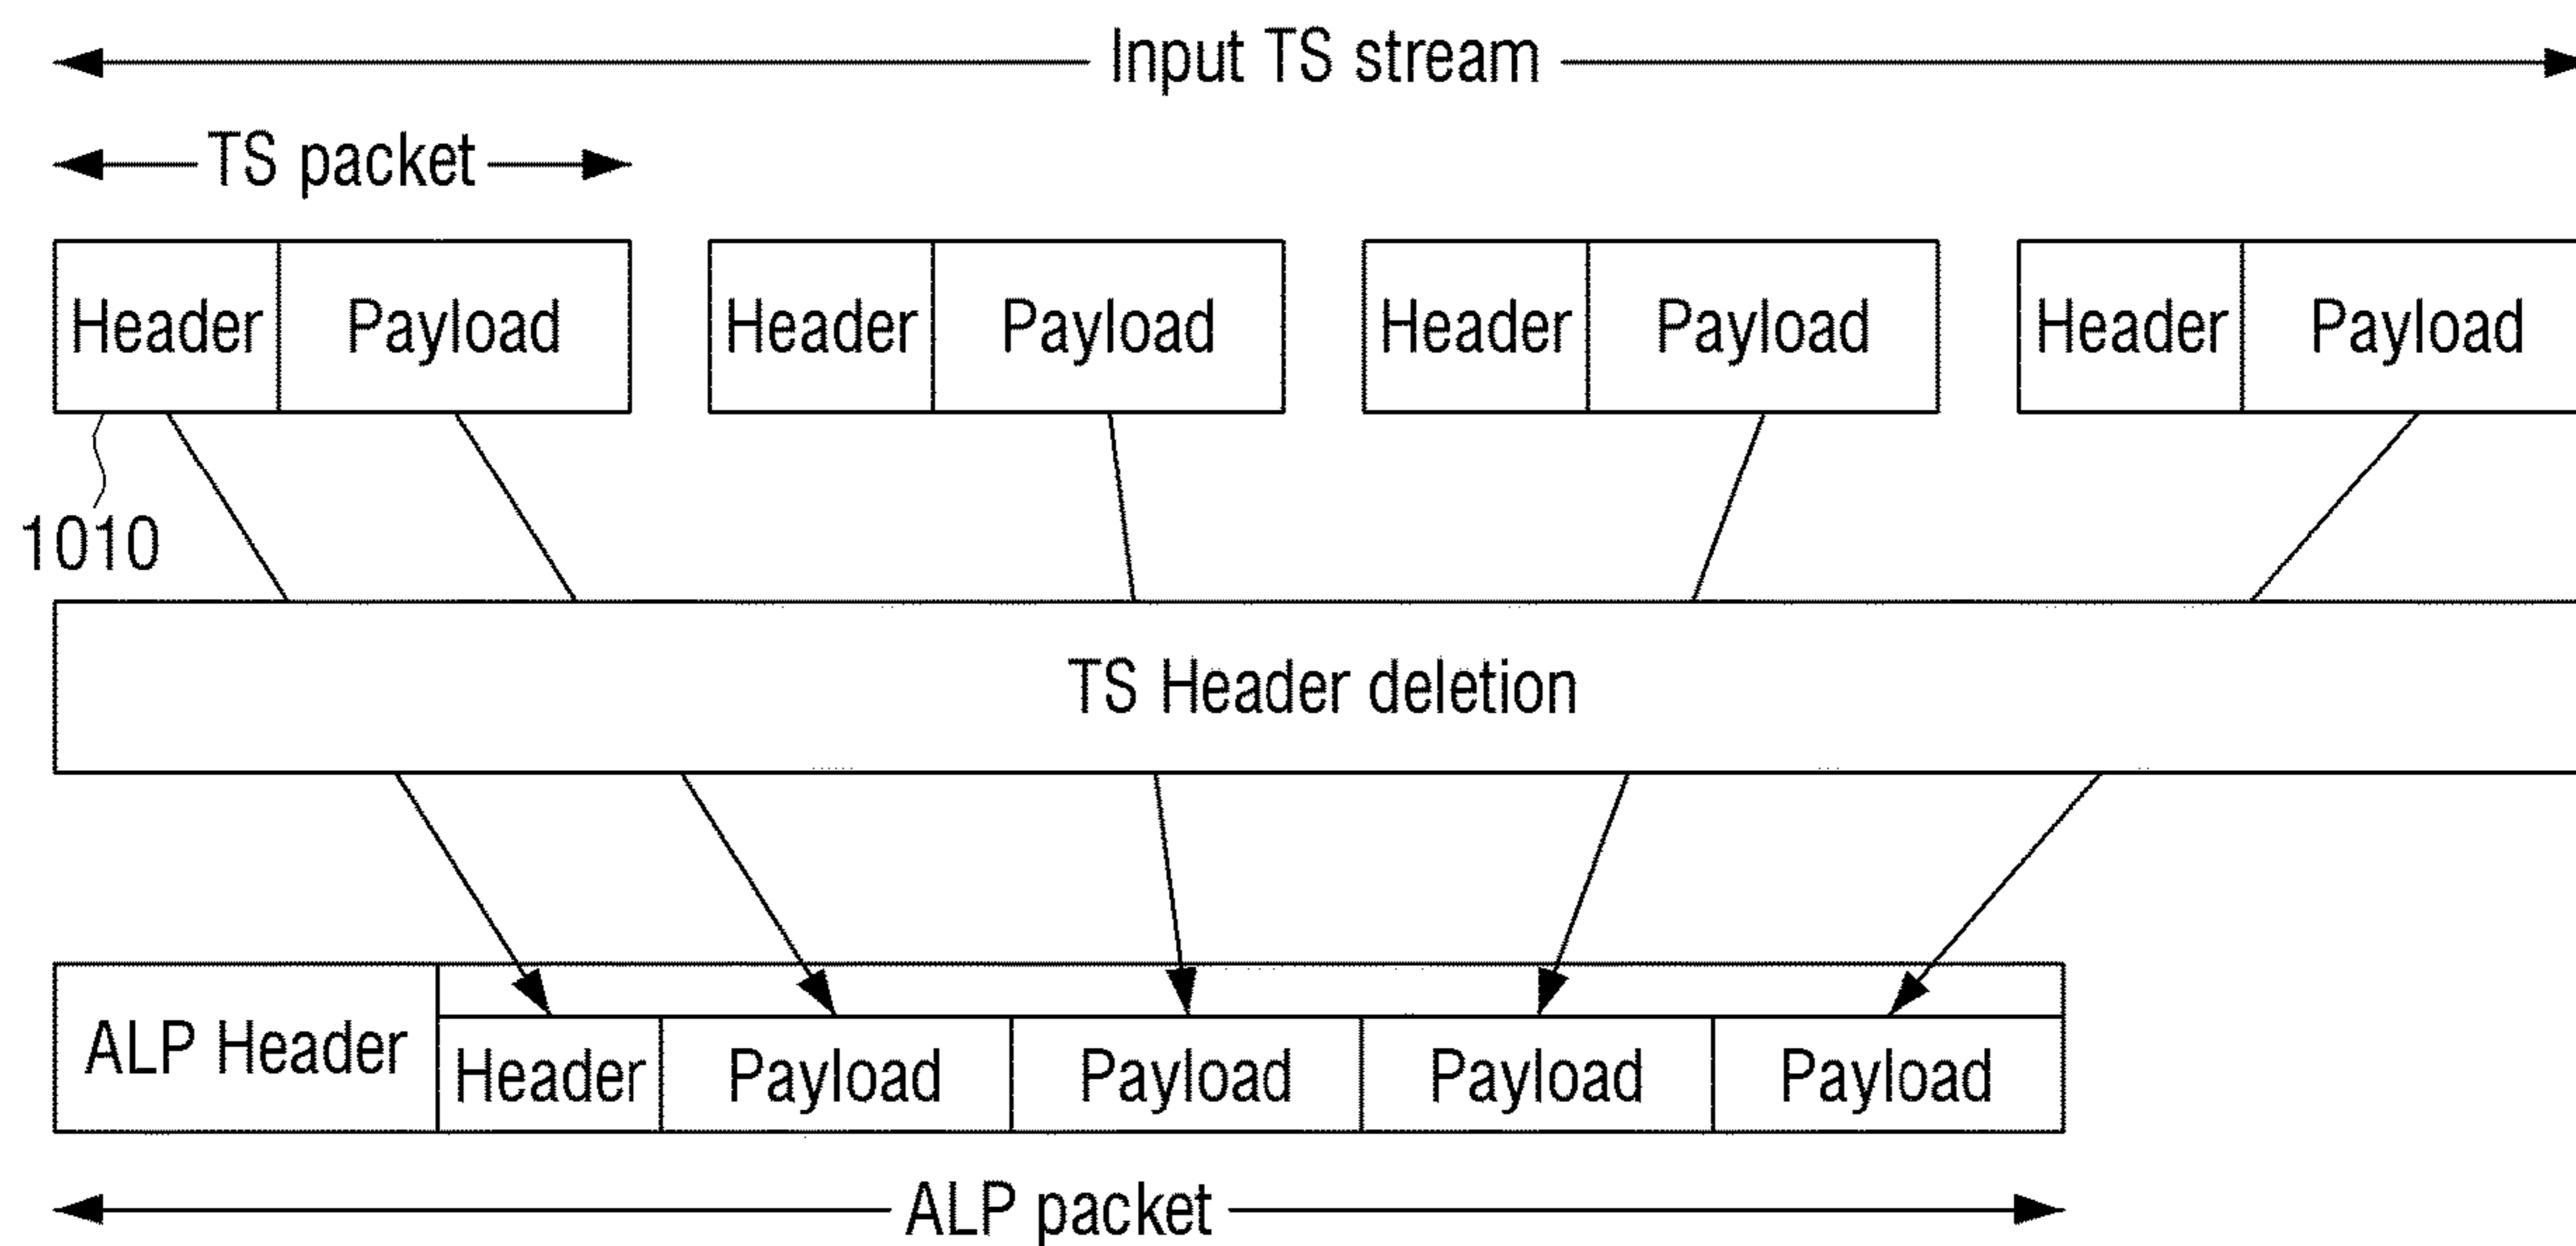 Input TS stream
TS packet
Header Payload Header Payload Header Payload Header Payload
1010
TS Header deletion
ALP Header Header Payload Payload Payload Payload
ALP packet